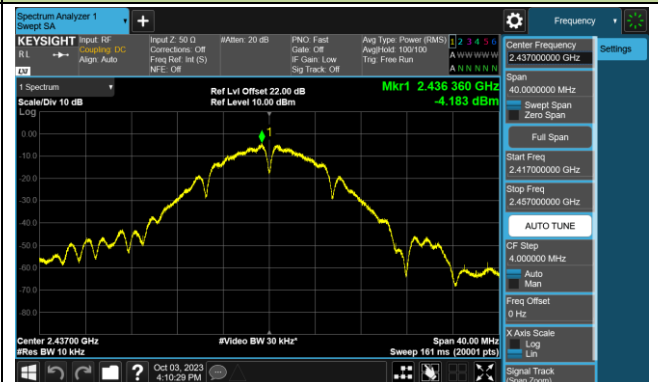 Spectrum Analyzer 1
Swept SA
+
Frequency
KEYSIGHT
Input: RF
Coupling: DC
Align: Auto
Input Z: 50 Ω
Corrections: Off
Freq Ref: Int (S)
NFE: Off
#Atten: 20 dB
PNO: Fast
Gate: Off
IF Gain: Low
Sig Track: Off
Avg Type: Power (RMS)
Avg|Hold: 100/100
Trig: Free Run
1 2 3 4 5 6
A W W W W W
A N N N N N
RL
LXI
Center Frequency
2.437000000 GHz
Settings
Span
40.0000000 MHz
Swept Span
Zero Span
Full Span
Start Freq
2.417000000 GHz
Stop Freq
2.457000000 GHz
AUTO TUNE
CF Step
4.000000 MHz
Auto
Man
Freq Offset
0 Hz
X Axis Scale
Log
Lin
Signal Track
(Span Zoom)
1 Spectrum
Scale/Div 10 dB
Log
Ref Lvl Offset 22.00 dB
Ref Level 10.00 dBm
Mkr1 2.436 360 GHz
-4.183 dBm
1
0.00
-10.0
-20.0
-30.0
-40.0
-50.0
-60.0
-70.0
-80.0
Center 2.43700 GHz
#Res BW 10 kHz
#Video BW 30 kHz*
Span 40.00 MHz
Sweep 161 ms (20001 pts)
?
Oct 03, 2023
4:10:29 PM